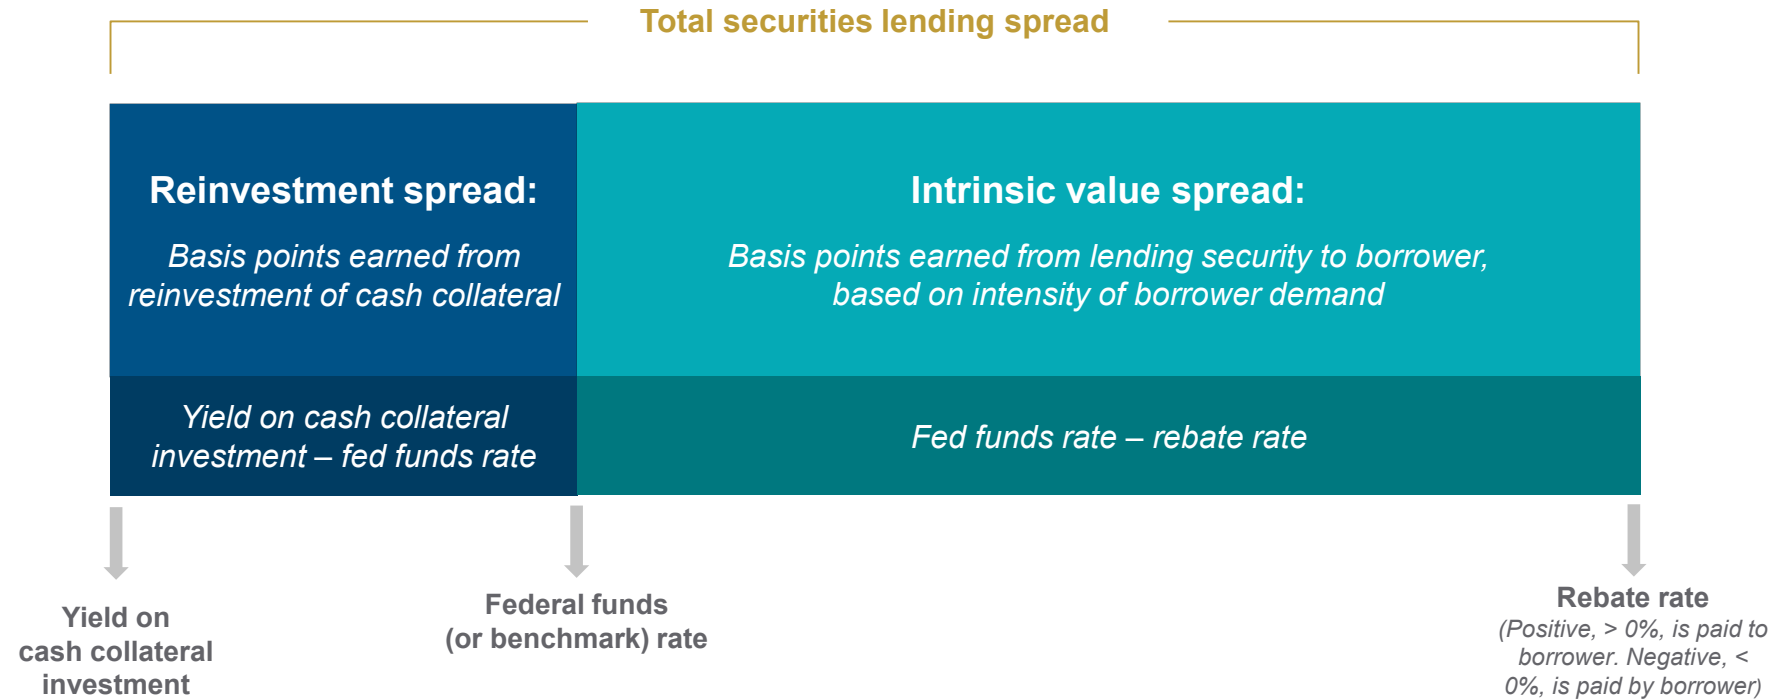 Total securities lending spread
Reinvestment spread:
Basis points earned from
reinvestment of cash collateral
Intrinsic value spread:
Basis points earned from lending security to borrower,
based on intensity of borrower demand
Yield on cash collateral
investment – fed funds rate
Fed funds rate – rebate rate
Yield on
cash collateral
investment
Federal funds
(or benchmark) rate
Rebate rate
(Positive, > 0%, is paid to
borrower. Negative, <
0%, is paid by borrower)